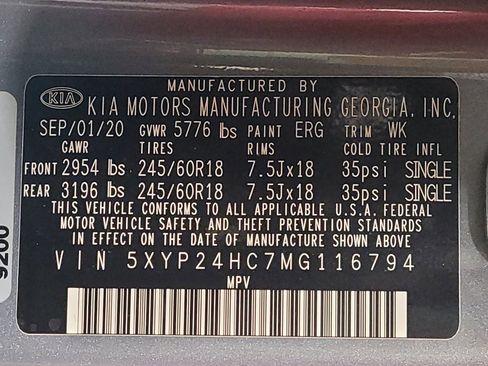 MANUFACTURED BY
KIA KIA MOTORS MANUFACTURING GEORGIA, INC.
SEP/01/20 GVWR 5776 lbs PAINT ERG TRIM WK
GAWR TIRES RIMS COLD TIRE INFL
FRONT 2954 lbs 245/60R18 7.5Jx18 35psi SINGLE
REAR 3196 lbs 245/60R18 7.5Jx18 35psi SINGLE
THIS VEHICLE CONFORMS TO ALL APPLICABLE U.S.A. FEDERAL
MOTOR VEHICLE SAFETY AND THEFT PREVENTION STANDARDS
IN EFFECT ON THE DATE OF MANUFACTURE SHOWN ABOVE.
VIN 5XYP24HC7MG116794
MPV
9200